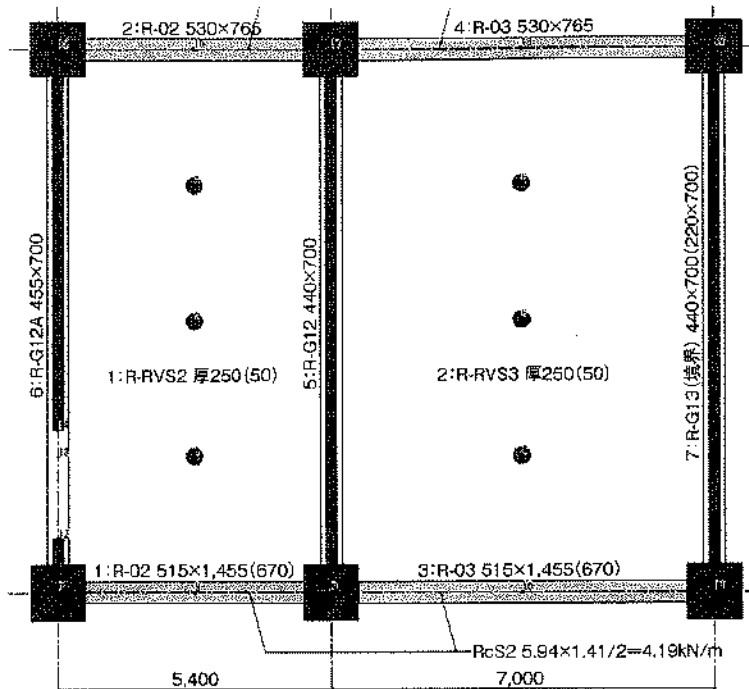 2:R-02 530×765
4:R-03 530×765
6:R-G12A 455×700
1:R-RVS2 厚250(50)
5:R-G12 440×700
2:R-RVS3 厚250(50)
7:R-G13(境界) 440×700(220×700)
1:R-02 515×1,455(670)
3:R-03 515×1,455(670)
RcS2 5.94×1.41/2=4.19kN/m
5,400
7,000